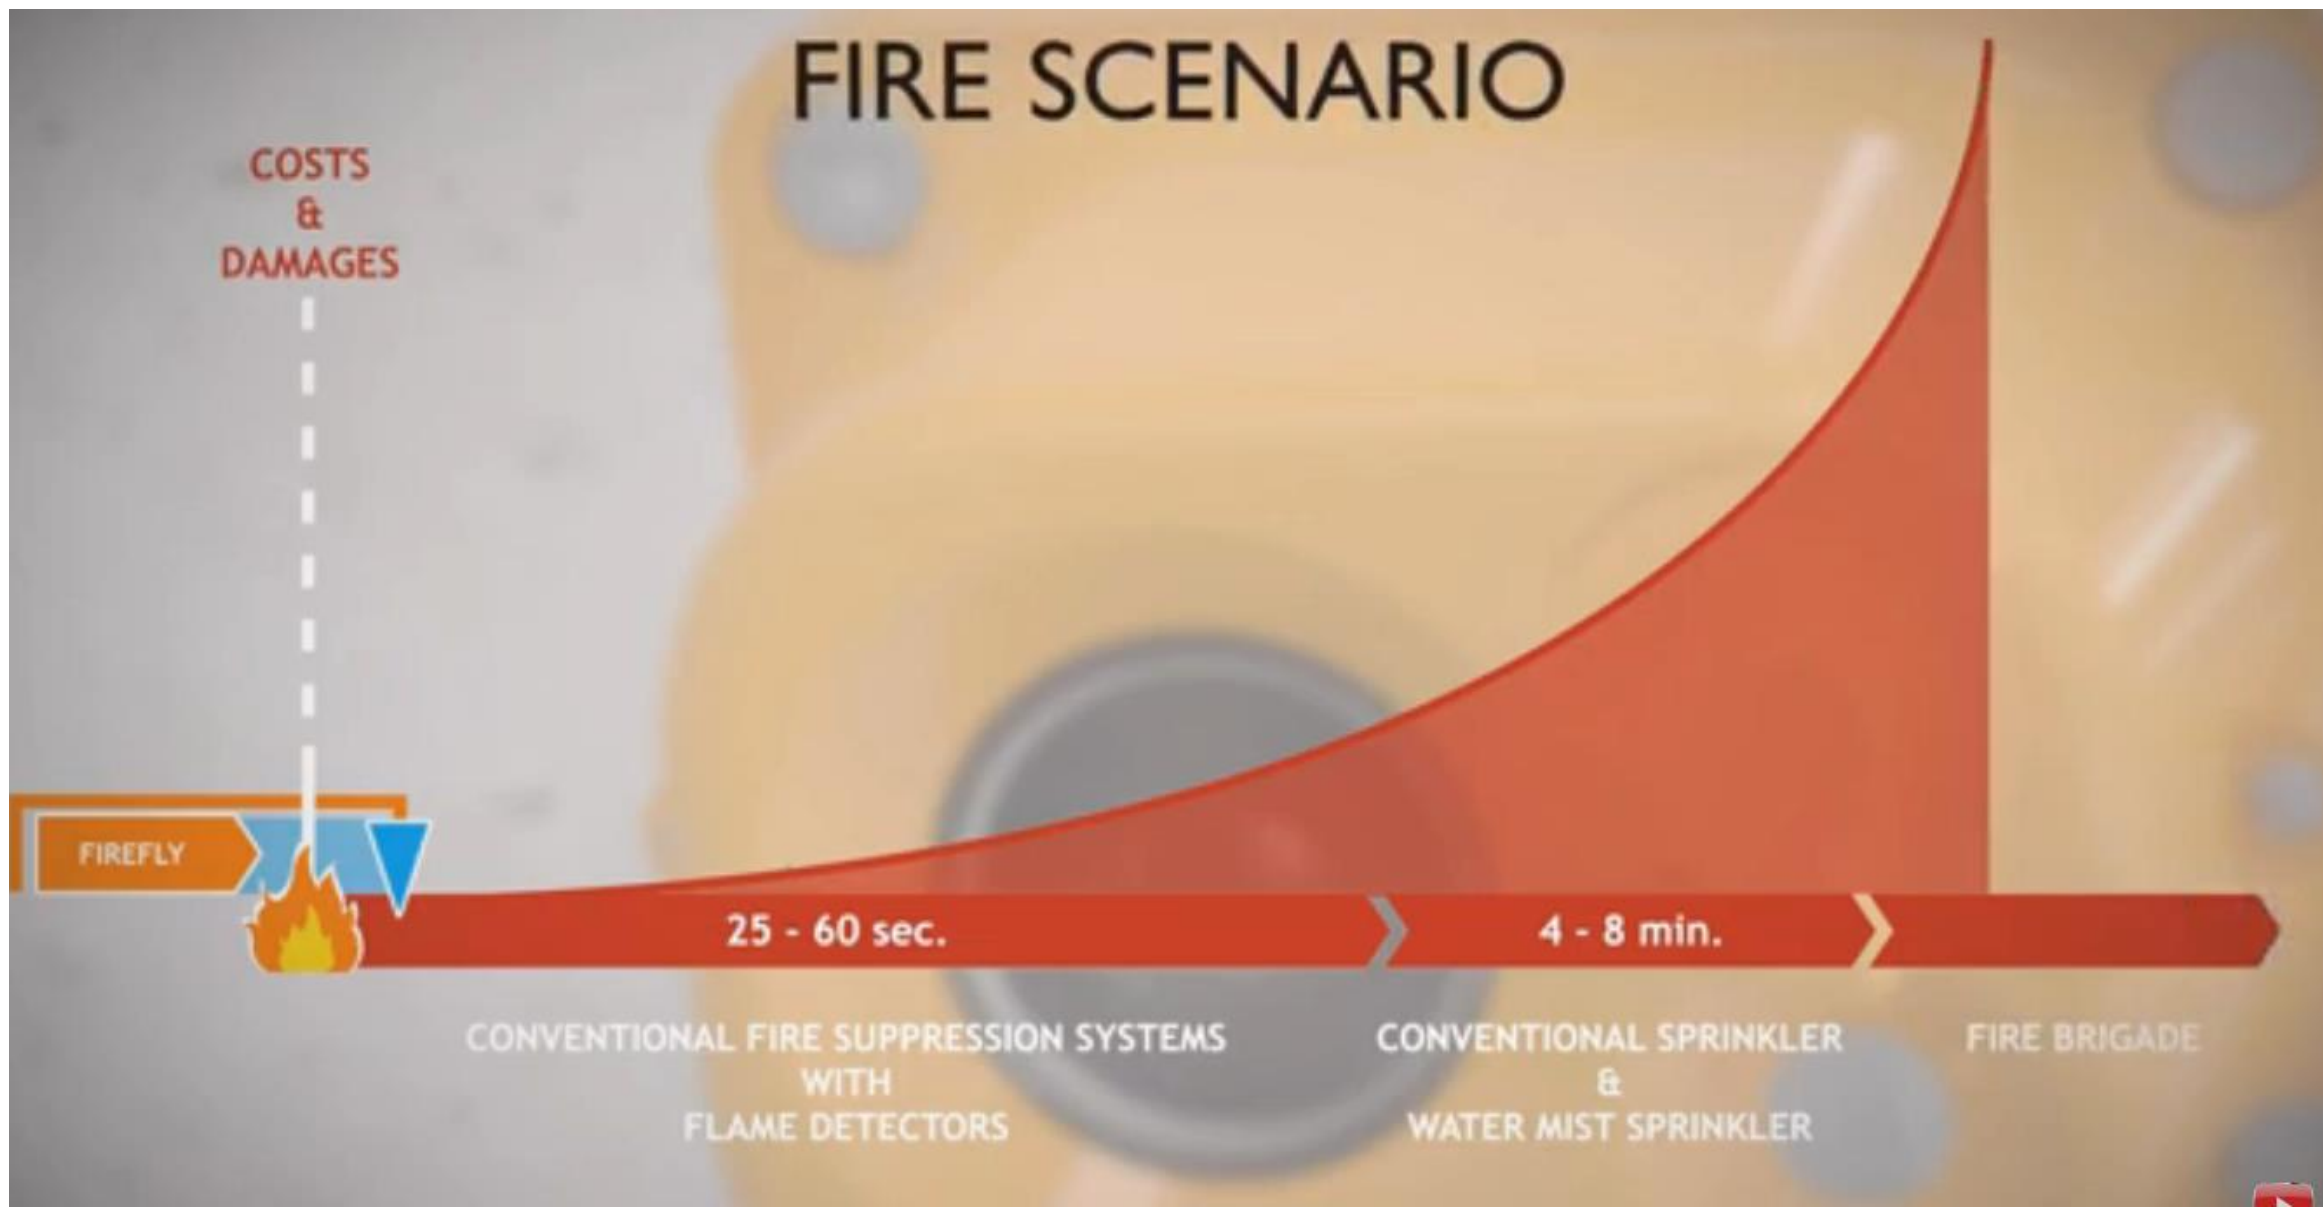 FIRE SCENARIO
COSTS
&
DAMAGES
FIREFLY
25 - 60 sec.
4 - 8 min.
CONVENTIONAL FIRE SUPPRESSION SYSTEMS
WITH
FLAME DETECTORS
CONVENTIONAL SPRINKLER
&
WATER MIST SPRINKLER
FIRE BRIGADE